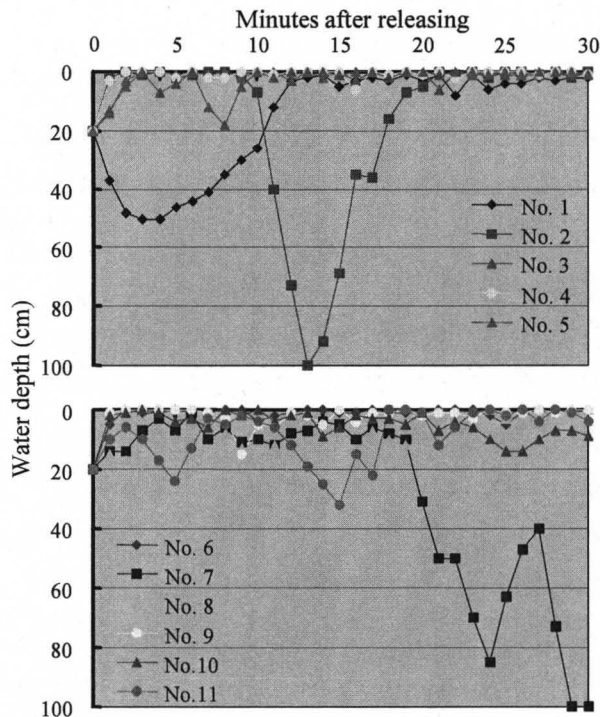 Minutes after releasing
0 5 10 15 20 25 30
0
20
40
60
80
100
No. 1
No. 2
No. 3
No. 4
No. 5
Water depth (cm)
0
20
40
60
80
100
No. 6
No. 7
No. 8
No. 9
No.10
No.11